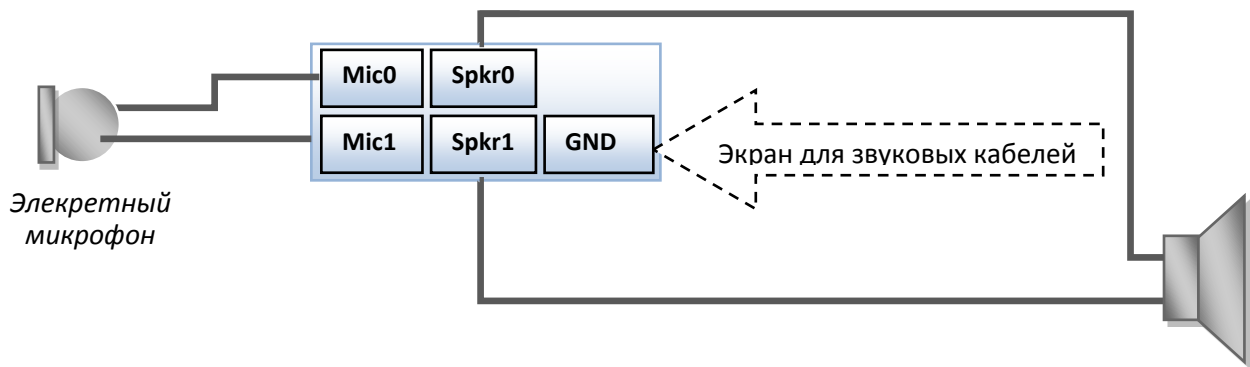 Mic0 Spkr0
Mic1 Spkr1 GND
Экран для звуковых кабелей
Элекретный
микрофон